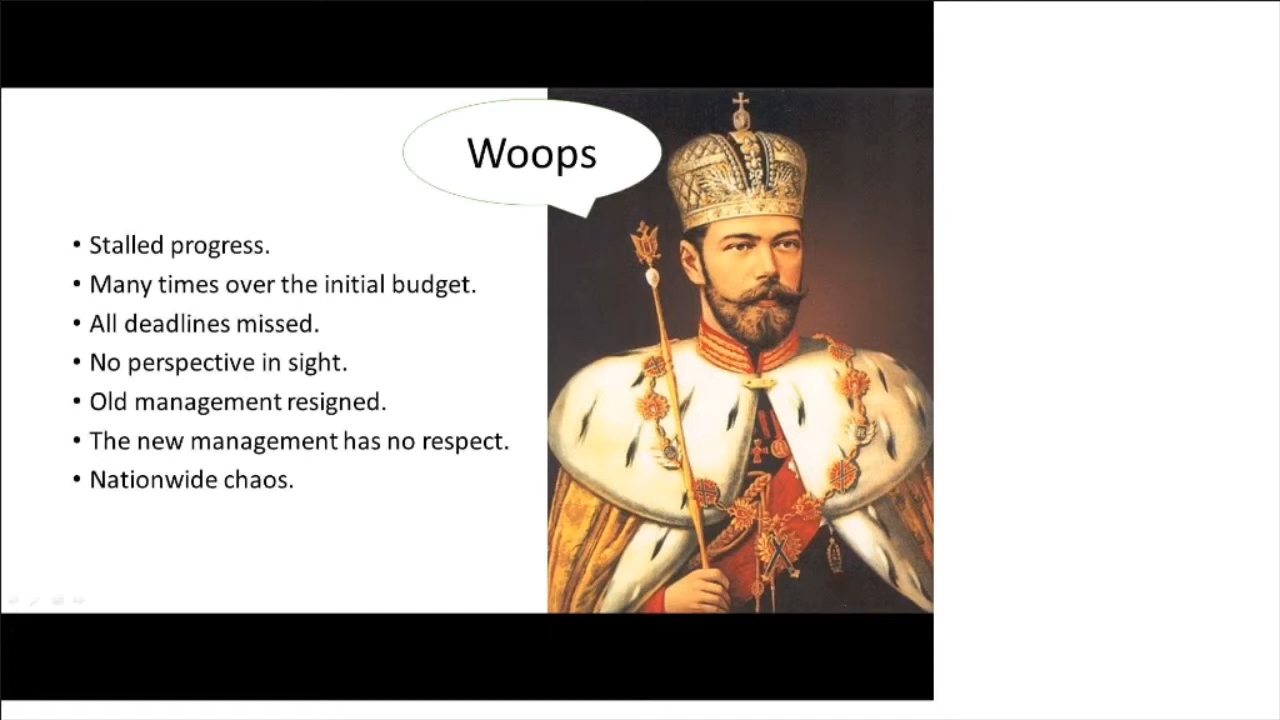 Woops
• Stalled progress.
• Many times over the initial budget.
• All deadlines missed.
• No perspective in sight.
• Old management resigned.
• The new management has no respect.
• Nationwide chaos.